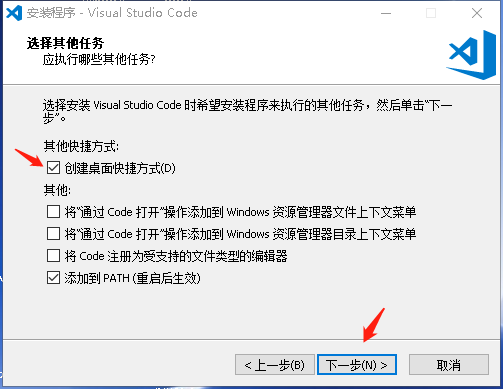 安装程序 - Visual Studio Code
选择其他任务
应执行哪些其他任务?
选择安装 Visual Studio Code 时希望安装程序来执行的其他任务，然后单击“下一
步”。
其他快捷方式:
创建桌面快捷方式(D)
其他:
将“通过 Code 打开”操作添加到 Windows 资源管理器文件上下文菜单
将“通过 Code 打开”操作添加到 Windows 资源管理器目录上下文菜单
将 Code 注册为受支持的文件类型的编辑器
添加到 PATH (重启后生效)
< 上一步(B)
下一步(N) >
取消